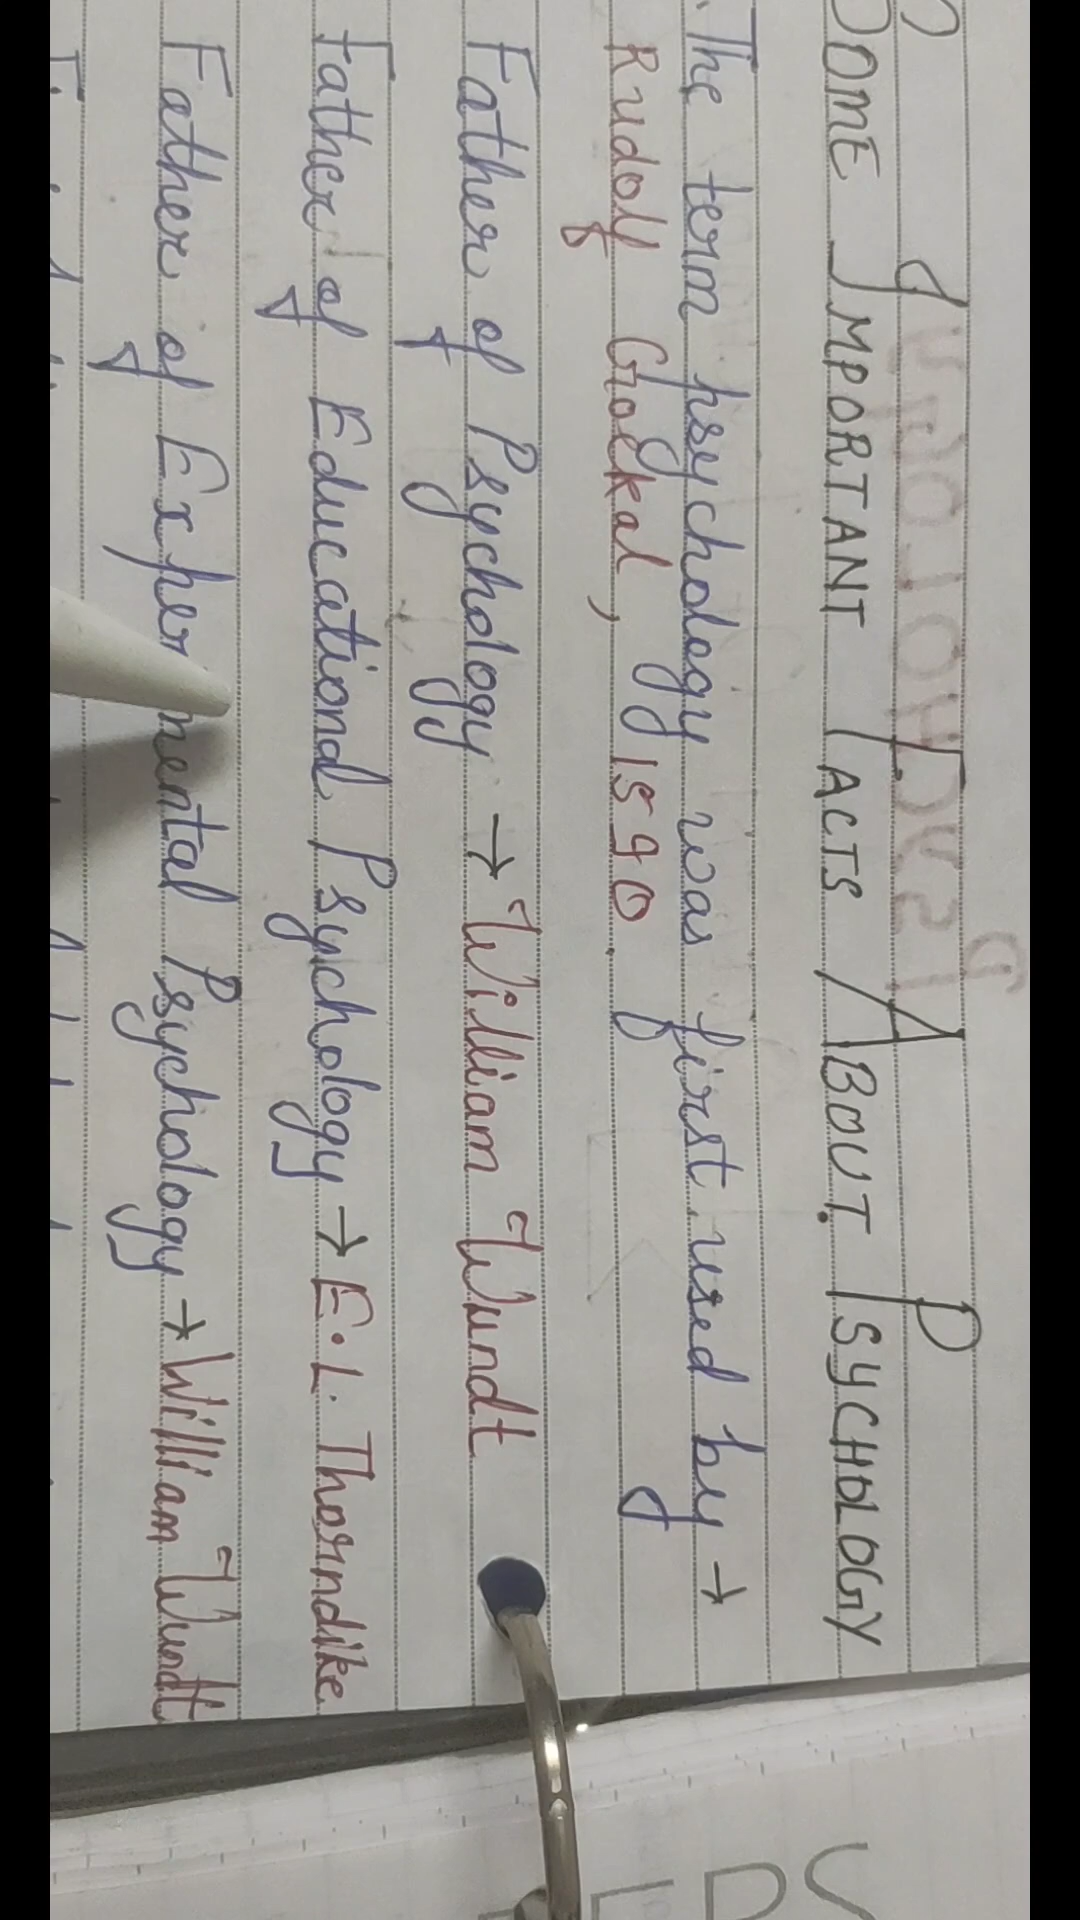 SOME IMPORTANT FACTS ABOUT PSYCHOLOGY
The term psychology was first used by →
Rudolf Goekal, 1590.
Father of Psychology → William Wundt
Father of Educational Psychology → E.L. Thorndike
Father of Experimental Psychology → William Wundt